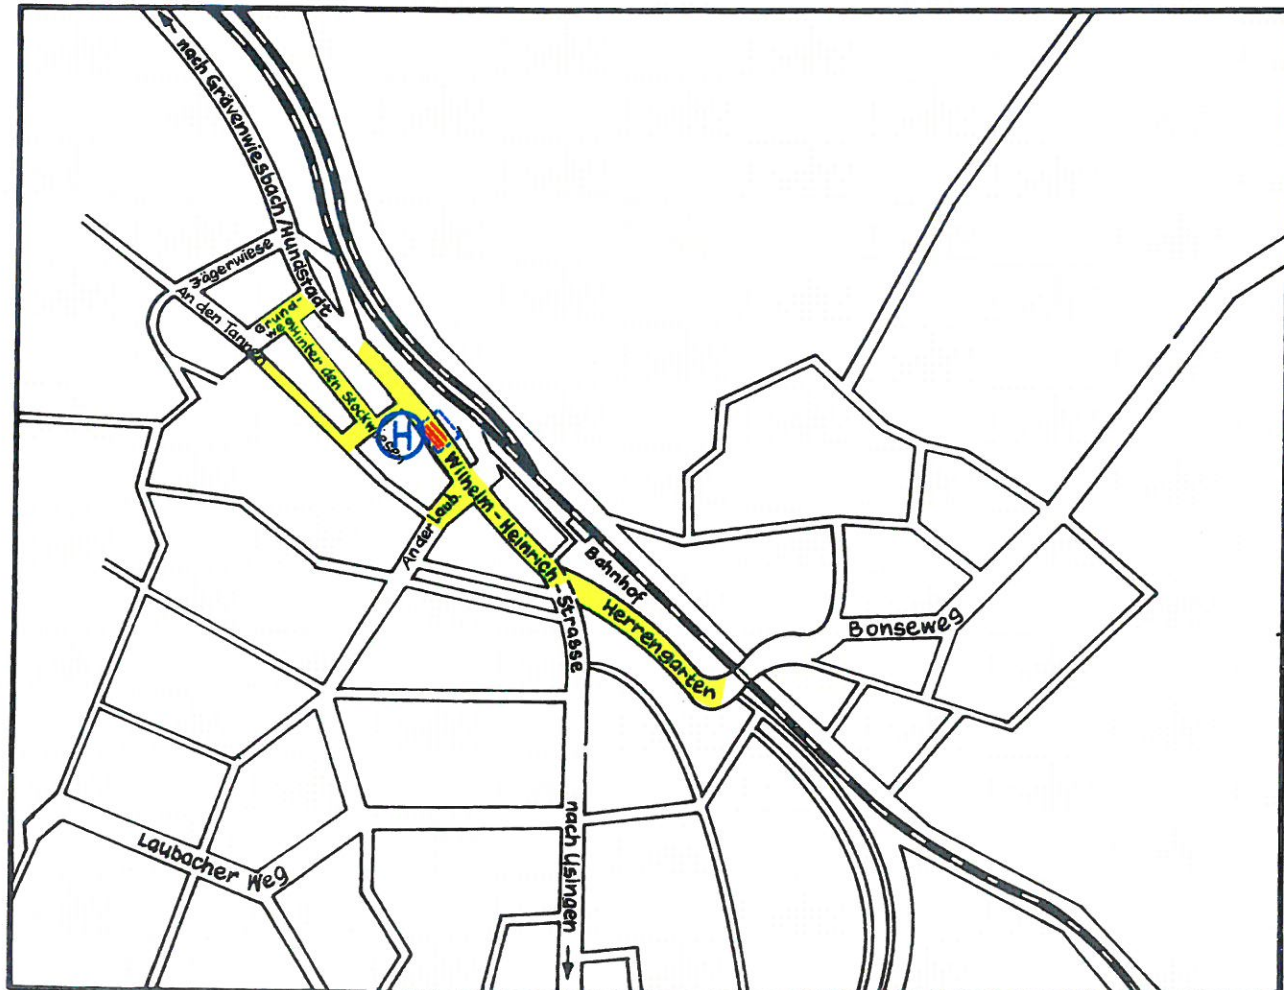 nach Grävenwiesbach/Hundstadt
Jägerwiese
An den Tannen
Grund-
weg
Hinter den Stockwiesen
H
Wilhelm-Heinrich-Strasse
An der Laub.
Bahnhof
Herrengarten
Bonseweg
nach Usingen
Laubacher Weg